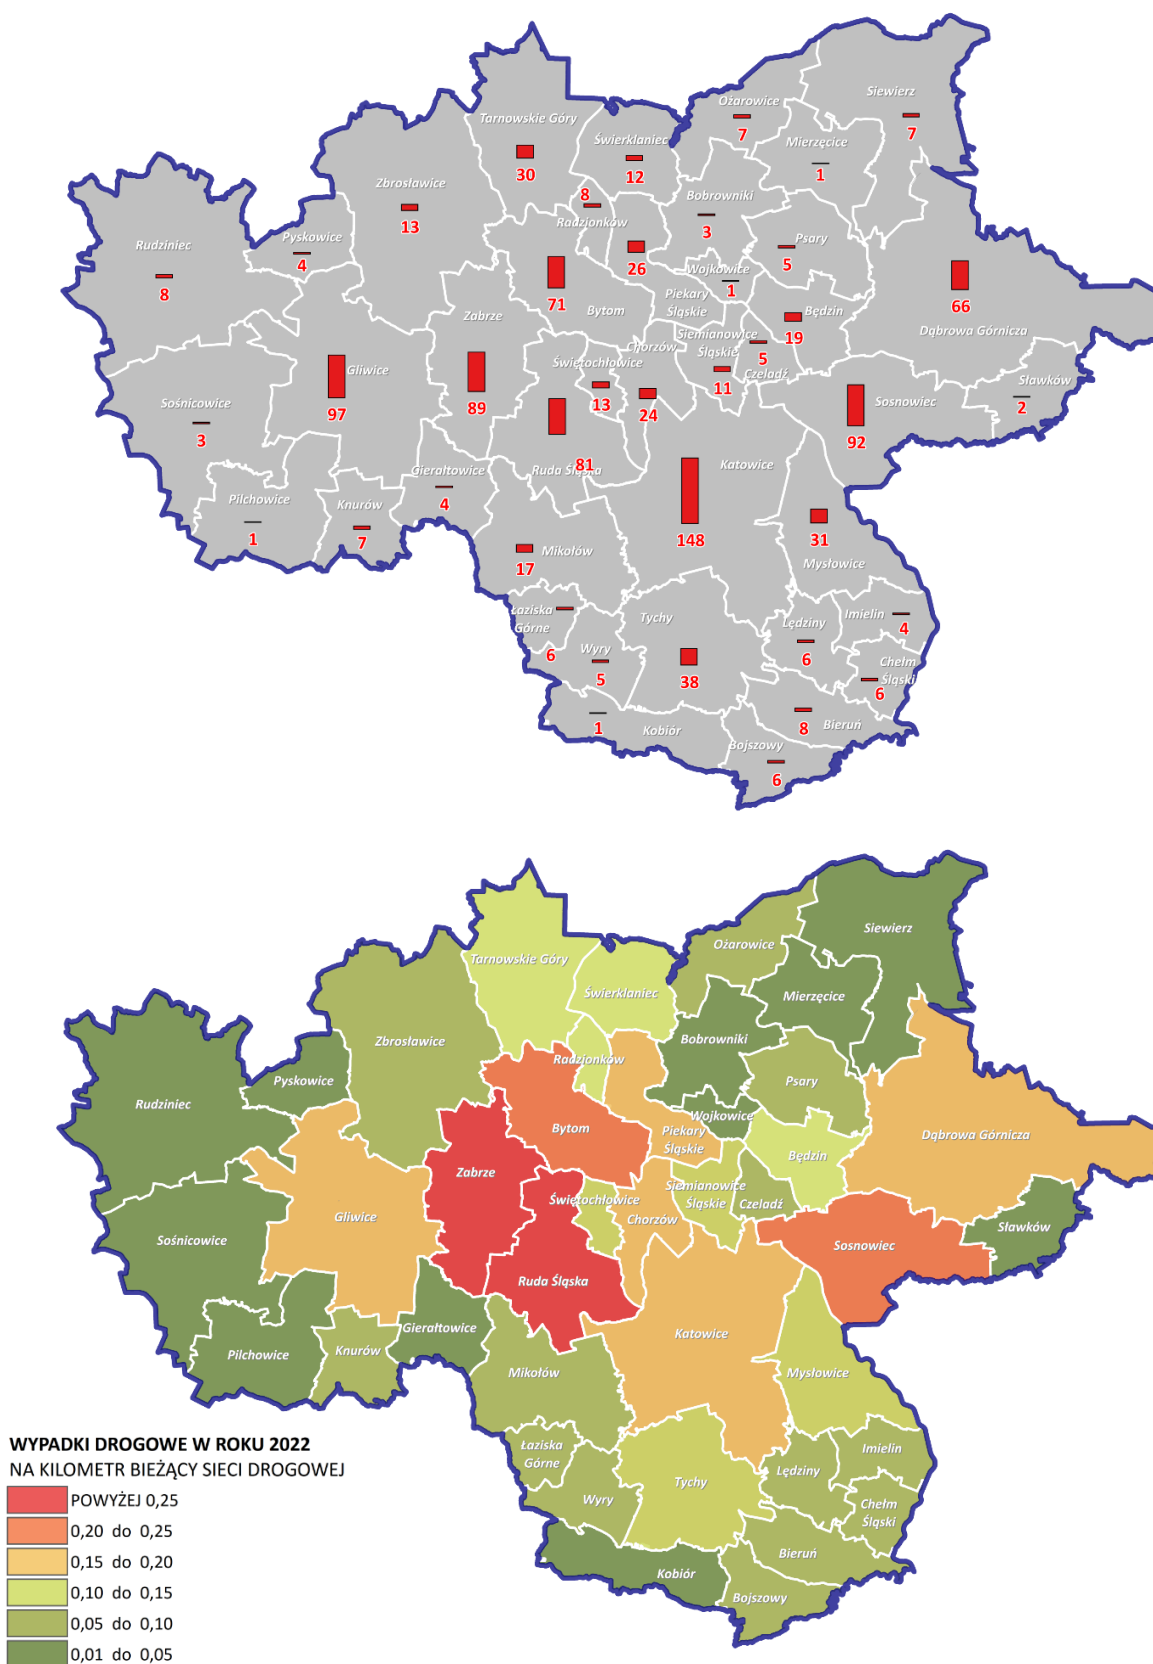 Siewierz
7
Ożarowice
7
Tarnowskie Góry
30
Świerklaniec
12
Mierzęcice
1
Zbrosławice
13
Bobrowniki
3
8
Radzionków
26
Rudziniec
8
Pyskowice
4
Psary
5
Wojkowice
1
66
Dąbrowa Górnicza
71
Bytom
Piekary
Śląskie
Zabrze
89
Będzin
19
Siemianowice
Śląskie
11
Chorzów
24
5
Czeladź
Świętochłowice
13
Gliwice
97
Sławków
2
Sośnicowice
3
Sosnowiec
92
Ruda Śląska
81
Katowice
148
Gierałtowice
4
Pilchowice
1
Knurów
7
31
Mysłowice
Mikołów
17
Łaziska
Górne
6
Wyry
5
Tychy
38
Lędziny
6
Imielin
4
Chełm
Śląski
6
1
Kobiór
8
Bieruń
Bojszowy
6
Siewierz
Ożarowice
Tarnowskie Góry
Świerklaniec
Mierzęcice
Bobrowniki
Zbrosławice
Radzionków
Pyskowice
Psary
Rudziniec
Wojkowice
Bytom
Piekary
Śląskie
Dąbrowa Górnicza
Będzin
Zabrze
Świętochłowice
Siemianowice
Śląskie
Czeladź
Gliwice
Chorzów
Sławków
Sośnicowice
Sosnowiec
Ruda Śląska
Gierałtowice
Katowice
Pilchowice
Knurów
Mikołów
Mysłowice
Łaziska
Górne
Imielin
Lędziny
Tychy
Wyry
Chełm
Śląski
Bieruń
Kobiór
Bojszowy
WYPADKI DROGOWE W ROKU 2022
NA KILOMETR BIEŻĄCY SIECI DROGOWEJ
POWYŻEJ 0,25
0,20 do 0,25
0,15 do 0,20
0,10 do 0,15
0,05 do 0,10
0,01 do 0,05